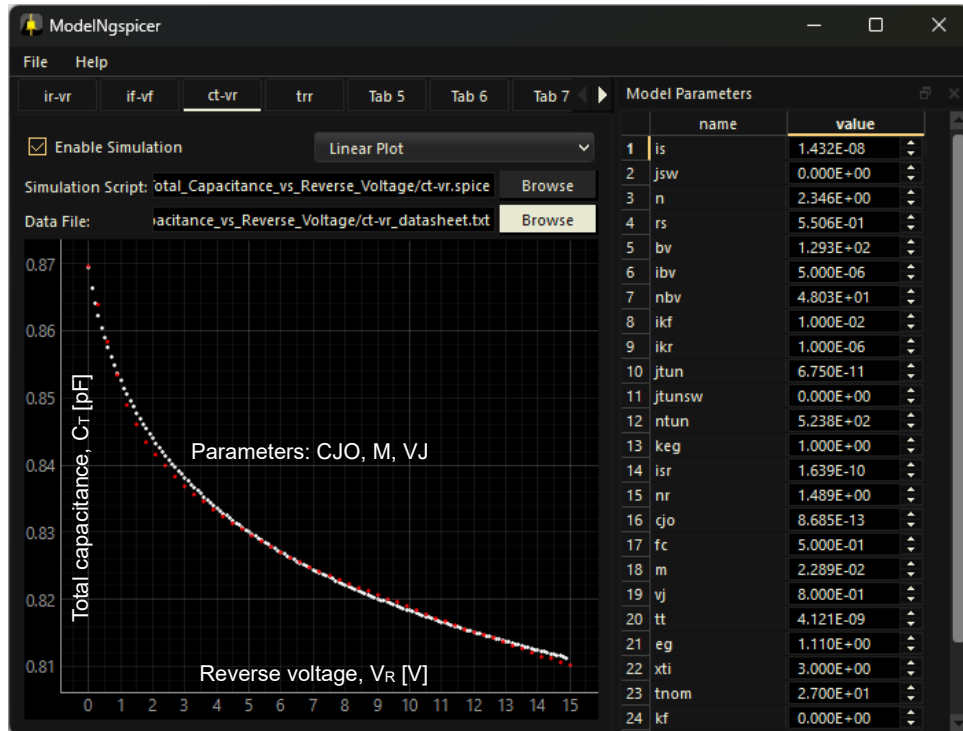 ModelNgspicer
File Help
ir-vr if-vf ct-vr trr Tab 5 Tab 6 Tab 7
Enable Simulation Linear Plot
Simulation Script: Total_Capacitance_vs_Reverse_Voltage/ct-vr.spice Browse
Data File: pacitance_vs_Reverse_Voltage/ct-vr_datasheet.txt Browse
0.87
0.86
0.85
0.84
0.83
0.82
0.81
Total capacitance, CT [pF]
Parameters: CJO, M, VJ
Reverse voltage, VR [V]
0 1 2 3 4 5 6 7 8 9 10 11 12 13 14 15
Model Parameters
name value
1 is 1.432E-08
2 jsw 0.000E+00
3 n 2.346E+00
4 rs 5.506E-01
5 bv 1.293E+02
6 ibv 5.000E-06
7 nbv 4.803E+01
8 ikf 1.000E-02
9 ikr 1.000E-06
10 jtun 6.750E-11
11 jtunsw 0.000E+00
12 ntun 5.238E+02
13 keg 1.000E+00
14 isr 1.639E-10
15 nr 1.489E+00
16 cjo 8.685E-13
17 fc 5.000E-01
18 m 2.289E-02
19 vj 8.000E-01
20 tt 4.121E-09
21 eg 1.110E+00
22 xti 3.000E+00
23 tnom 2.700E+01
24 kf 0.000E+00